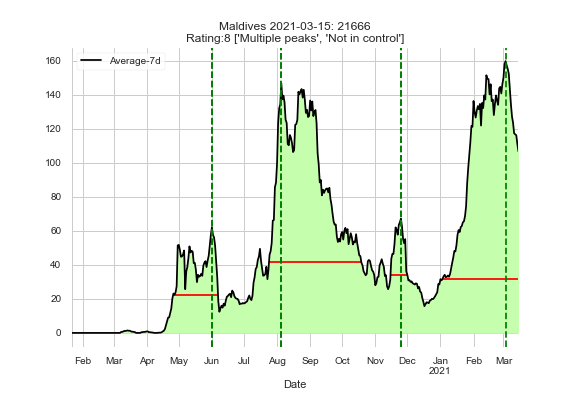 Maldives 2021-03-15: 21666
Rating:8 ['Multiple peaks', 'Not in control']
Average-7d
160
140
120
100
80
60
40
20
0
Feb Mar Apr May Jun Jul Aug Sep Oct Nov Dec Jan Feb Mar
2021
Date